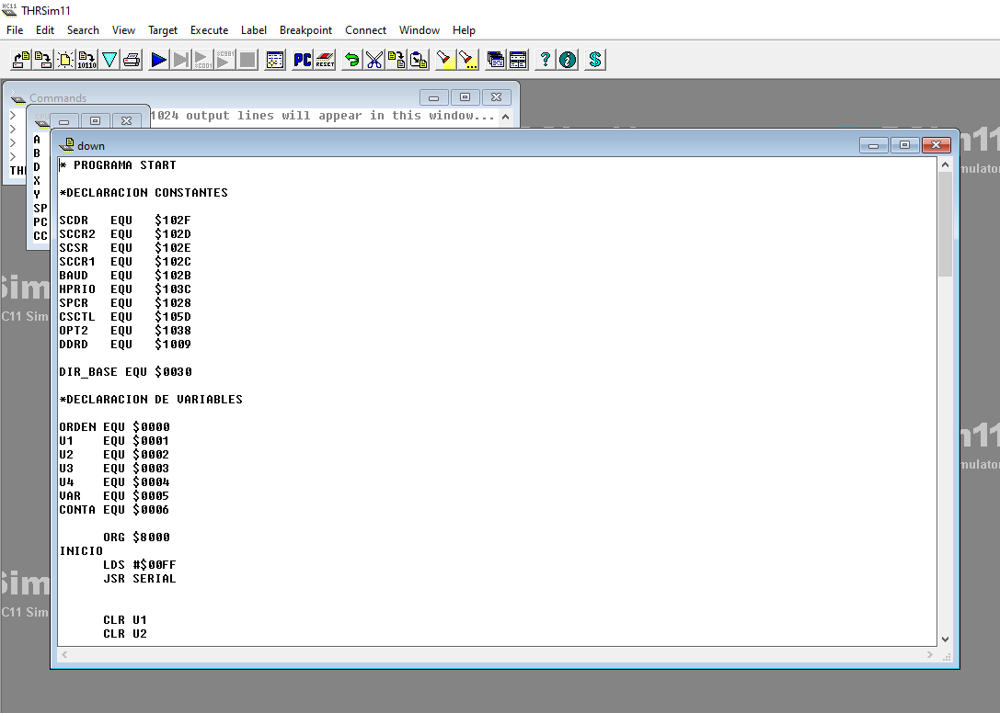 THRSim11
File Edit Search View Target Execute Label Breakpoint Connect Window Help
Commands
1024 output lines will appear in this window...
>
>
>
>
A
B
D
X
Y
SP
PC
CC
down
* PROGRAMA START
*DECLARACION CONSTANTES
SCDR EQU $102F
SCCR2 EQU $102D
SCSR EQU $102E
SCCR1 EQU $102C
BAUD EQU $102B
HPRIO EQU $103C
SPCR EQU $1028
CSCTL EQU $105D
OPT2 EQU $1038
DDRD EQU $1009
DIR_BASE EQU $0030
*DECLARACION DE VARIABLES
ORDEN EQU $0000
U1 EQU $0001
U2 EQU $0002
U3 EQU $0003
U4 EQU $0004
VAR EQU $0005
CONTA EQU $0006
ORG $8000
INICIO
LDS #$00FF
JSR SERIAL
CLR U1
CLR U2